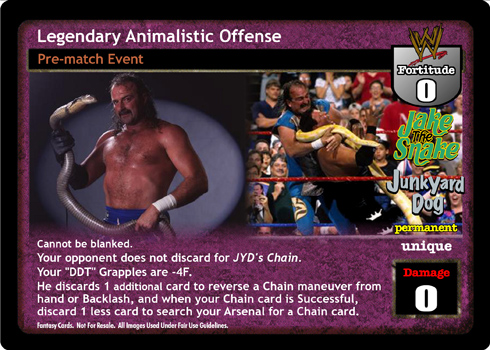 Legendary Animalistic Offense
Pre-match Event
W
Fortitude
0
Jake
The
Snake
Junkyard
Dog
permanent
unique
Damage
0
Cannot be blanked.
Your opponent does not discard for JYD's Chain.
Your "DDT" Grapples are -4F.
He discards 1 additional card to reverse a Chain maneuver from
hand or Backlash, and when your Chain card is Successful,
discard 1 less card to search your Arsenal for a Chain card.
Fantasy Cards. Not For Resale. All Images Used Under Fair Use Guidelines.